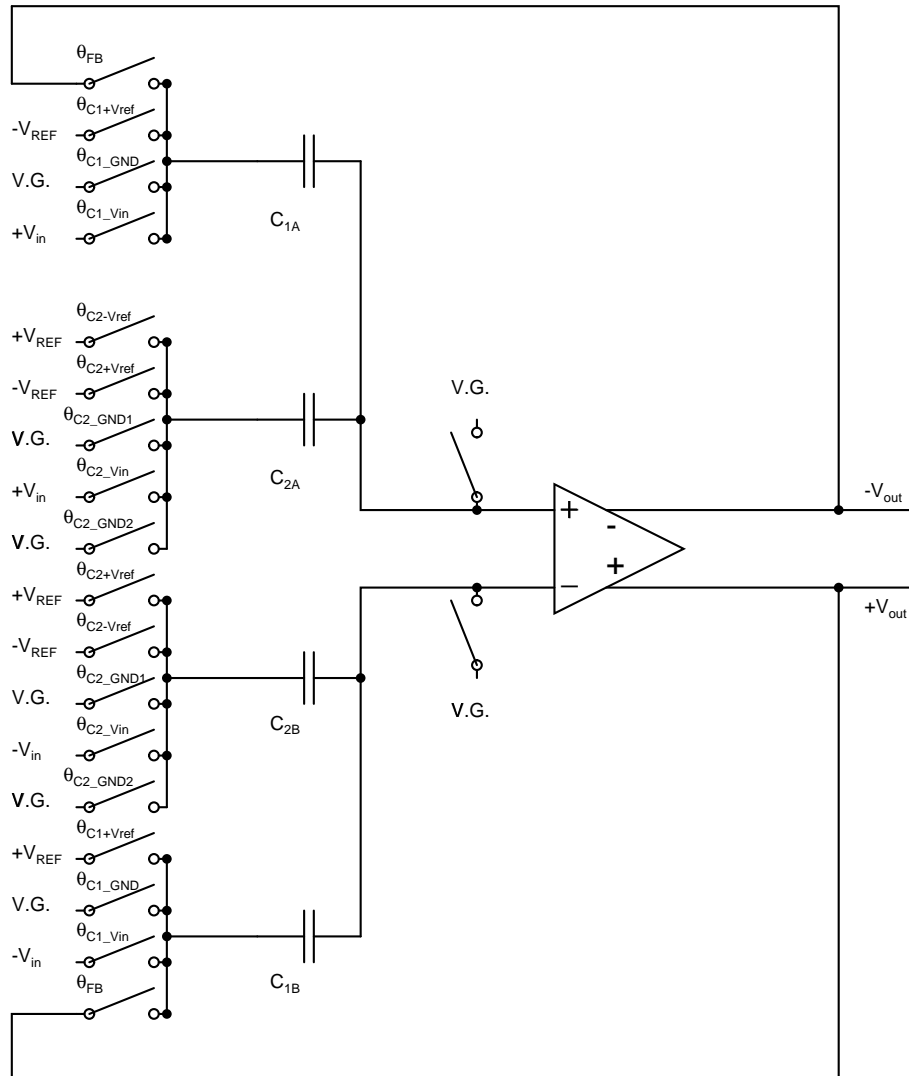 θFB
θC1+Vref
-VREF
θC1_GND
V.G.
θC1_Vin
+Vin
C1A
θC2-Vref
+VREF
θC2+Vref
-VREF
θC2_GND1
V.G.
θC2_Vin
+Vin
θC2_GND2
V.G.
C2A
V.G.
+
-
+
−
-Vout
+Vout
θC2+Vref
+VREF
θC2-Vref
-VREF
θC2_GND1
V.G.
θC2_Vin
-Vin
θC2_GND2
V.G.
C2B
V.G.
θC1+Vref
+VREF
θC1_GND
V.G.
θC1_Vin
-Vin
θFB
C1B